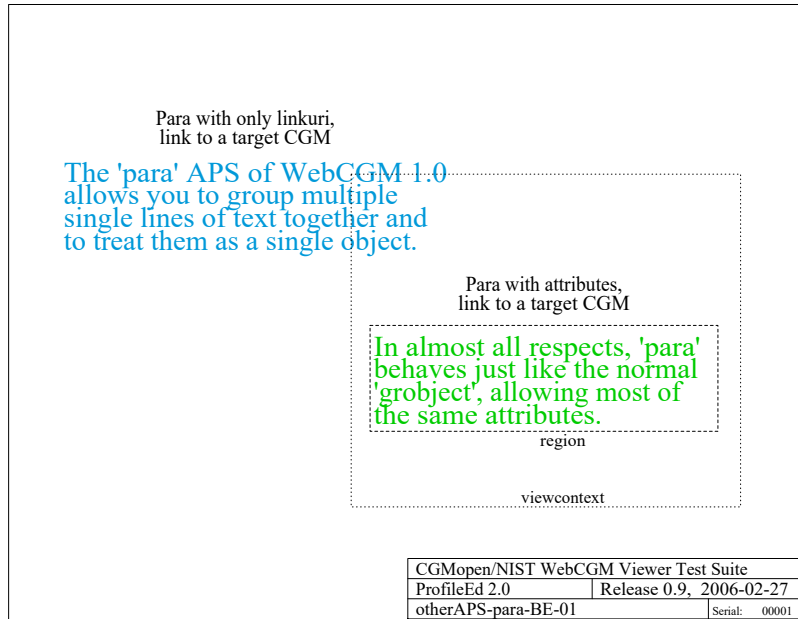 Para with only linkuri,
link to a target CGM
The 'para' APS of WebCGM 1.0
allows you to group multiple
single lines of text together and
to treat them as a single object.
Para with attributes,
link to a target CGM
In almost all respects, 'para'
behaves just like the normal
'grobject', allowing most of
the same attributes.
region
viewcontext
CGMopen/NIST WebCGM Viewer Test Suite
ProfileEd 2.0 Release 0.9, 2006-02-27
otherAPS-para-BE-01 Serial: 00001